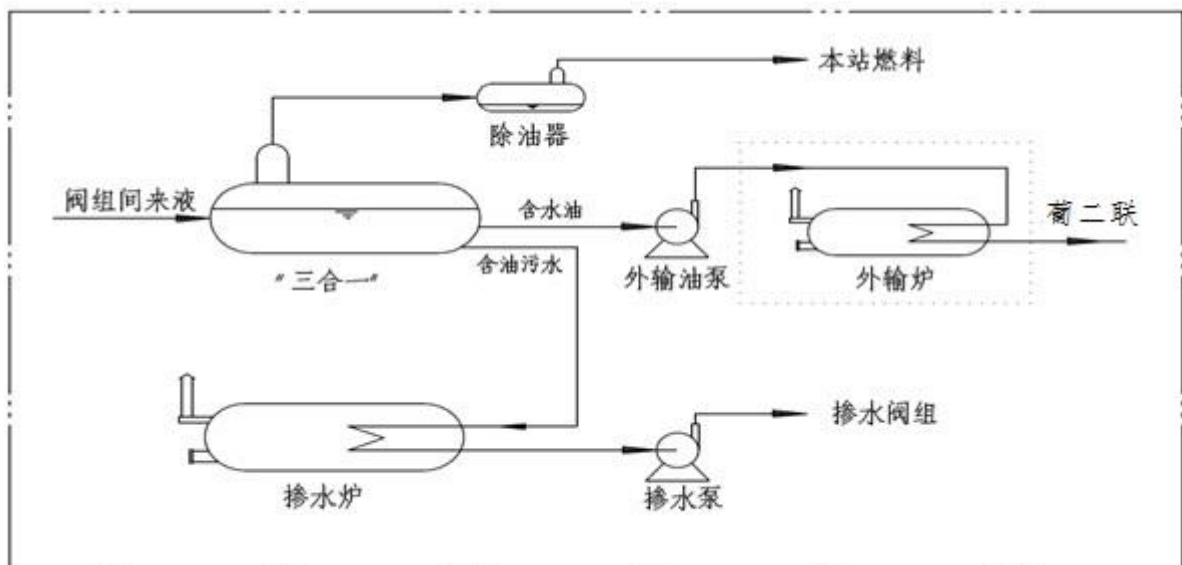 本站燃料
除油器
阀组间来液
含水油
葡二联
含油污水
"三合一"
外输油泵
外输炉
掺水阀组
掺水炉
掺水泵